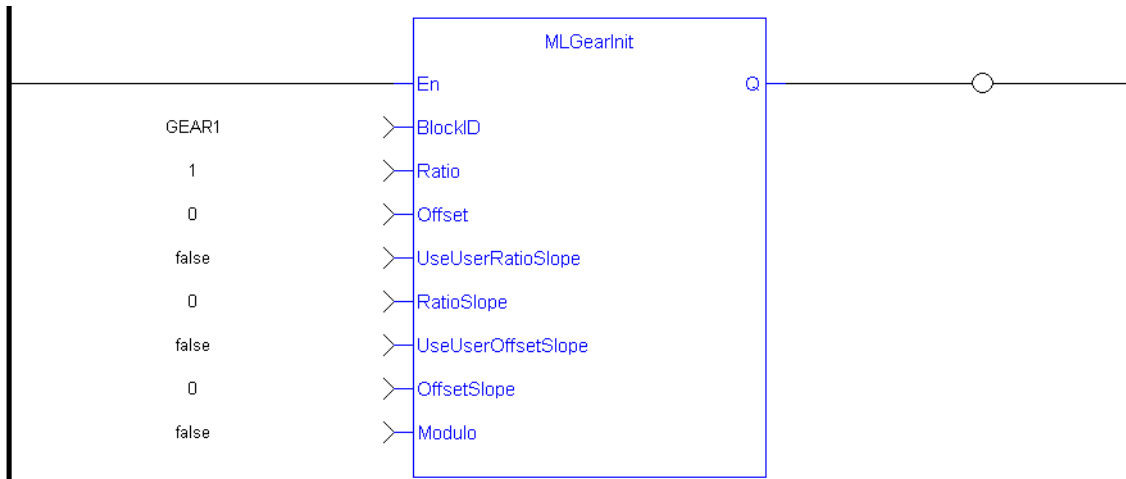 MLGearInit
En Q
GEAR1 BlockID
1 Ratio
0 Offset
false UseUserRatioSlope
0 RatioSlope
false UseUserOffsetSlope
0 OffsetSlope
false Modulo